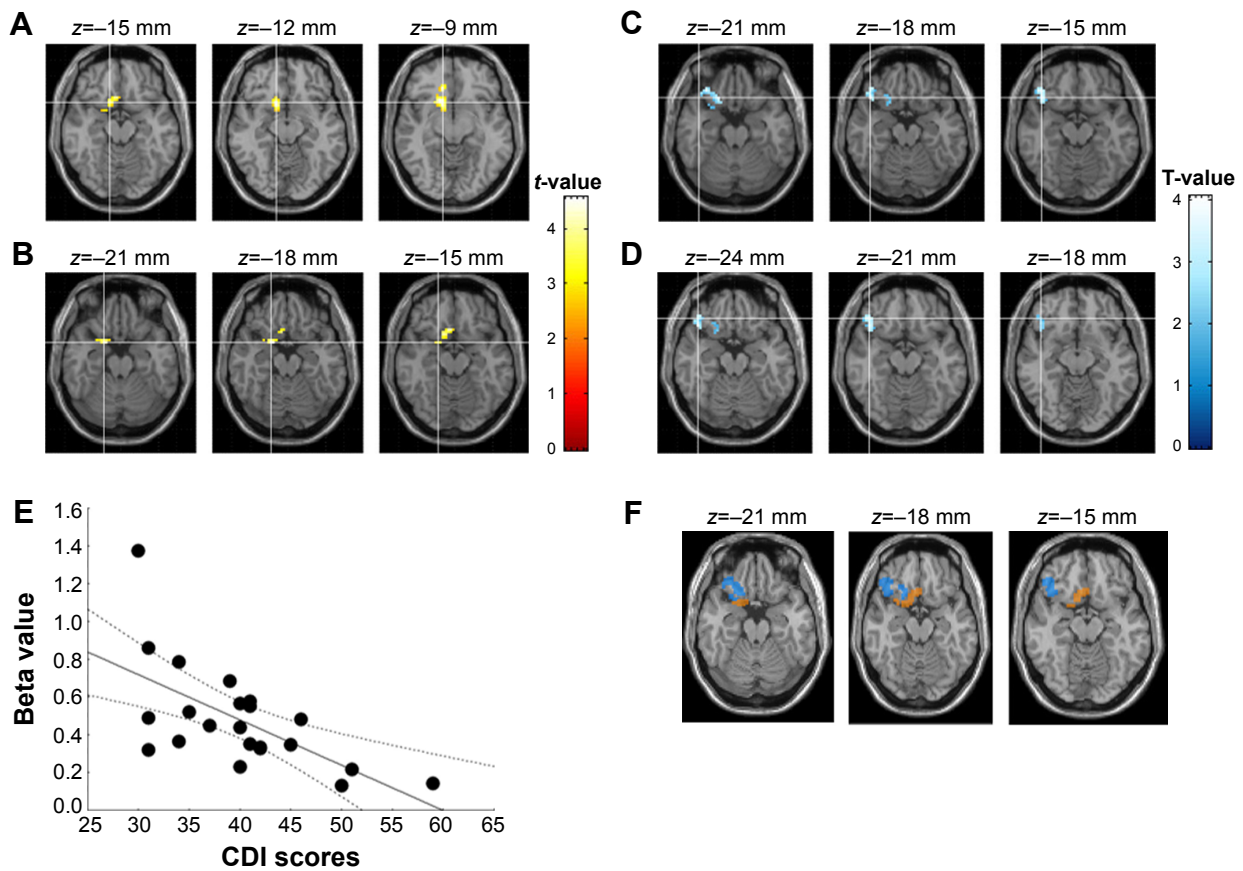 A
z=–15 mm z=–12 mm z=–9 mm
t-value
4
3
2
1
0
B
z=–21 mm z=–18 mm z=–15 mm
C
z=–21 mm z=–18 mm z=–15 mm
T-value
4
3
2
1
0
D
z=–24 mm z=–21 mm z=–18 mm
E
Beta value
1.6
1.4
1.2
1.0
0.8
0.6
0.4
0.2
0.0
25 30 35 40 45 50 55 60 65
CDI scores
F
z=–21 mm z=–18 mm z=–15 mm